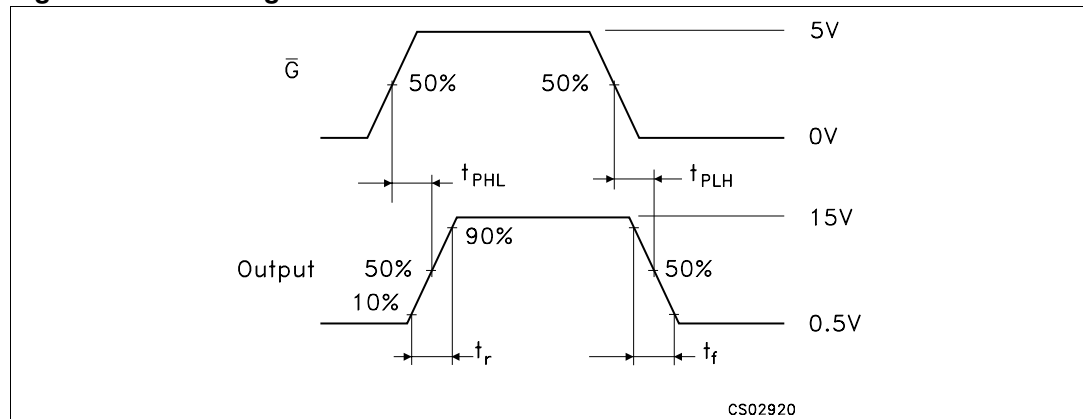 5V
G̅
50%
50%
0V
tPHL
tPLH
15V
90%
Output
50%
50%
10%
0.5V
tr
tf
CS02920